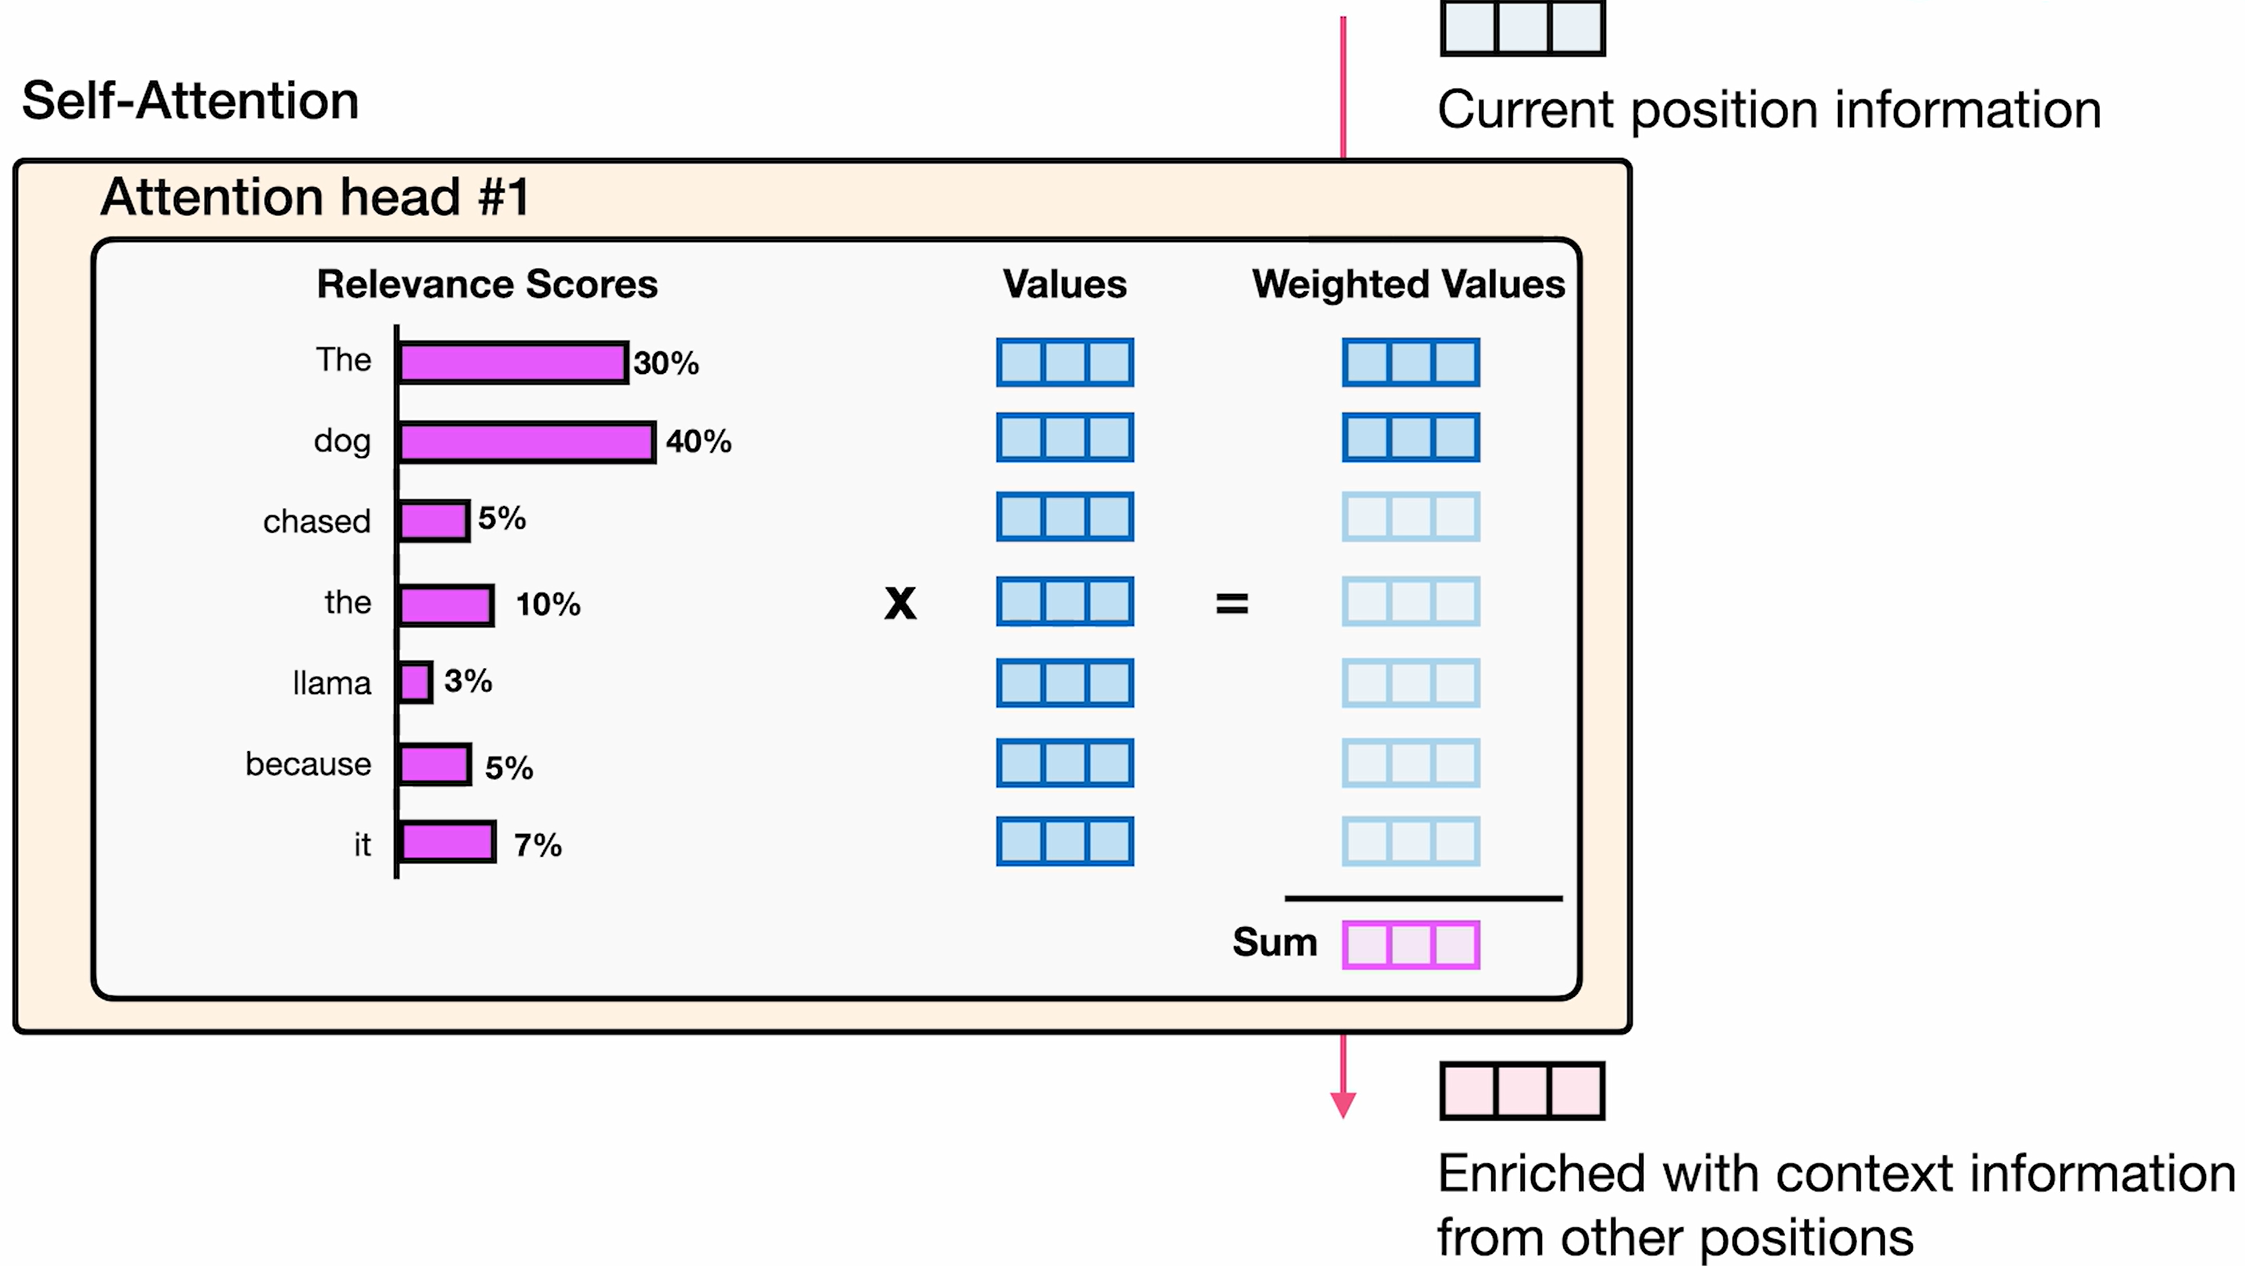 Current position information
Self-Attention
Attention head #1
Relevance Scores Values Weighted Values
The 30%
dog 40%
chased 5%
the 10% x =
llama 3%
because 5%
it 7%
Sum
Enriched with context information
from other positions